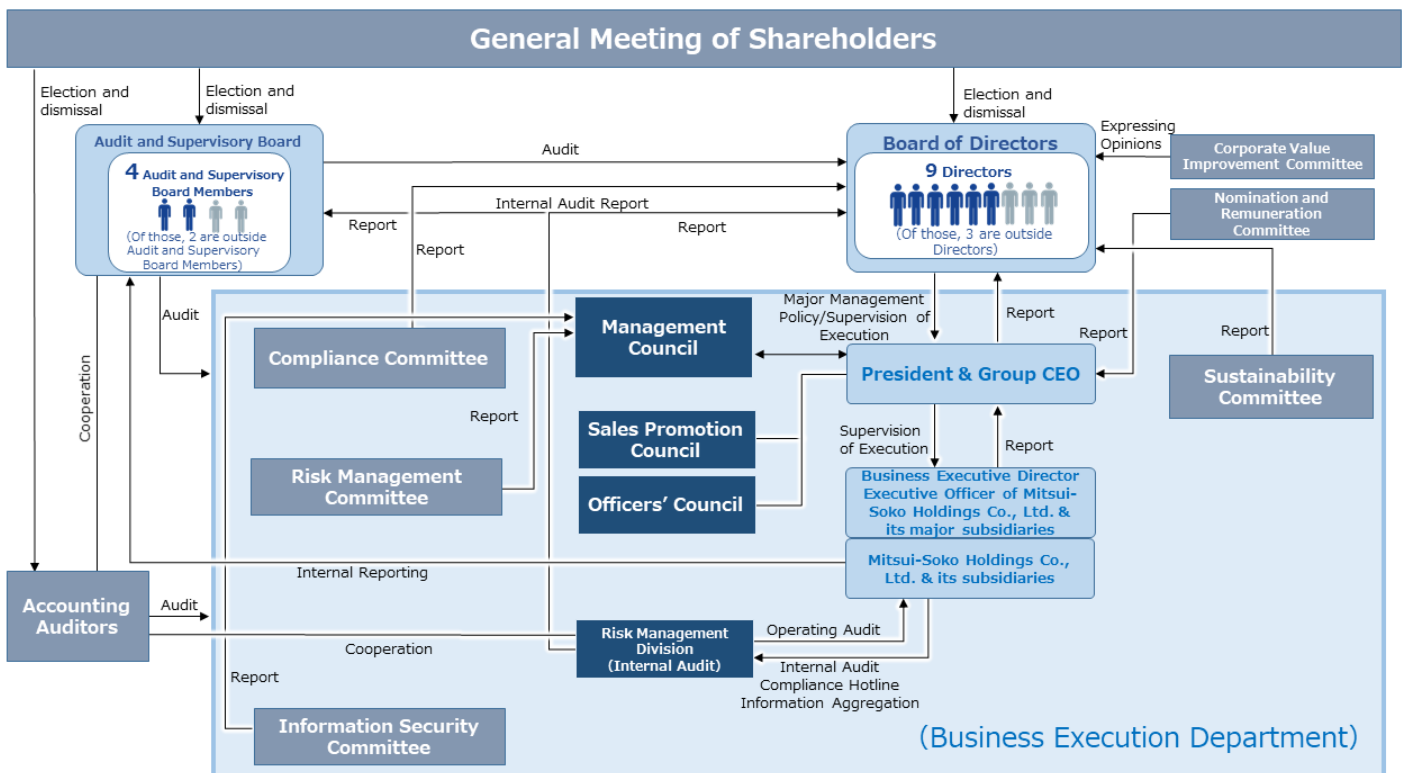 General Meeting of Shareholders
Election and
dismissal
Election and
dismissal
Election and
dismissal
Audit and Supervisory Board
4 Audit and Supervisory
Board Members
(Of those, 2 are outside
Audit and Supervisory
Board Members)
Audit
Internal Audit Report
Report
Report
Report
Board of Directors
9 Directors
(Of those, 3 are outside
Directors)
Expressing
Opinions
Corporate Value
Improvement Committee
Nomination and
Remuneration
Committee
Audit
Cooperation
Compliance Committee
Management
Council
Major Management
Policy/Supervision of
Execution
Report
Report
Report
President & Group CEO
Sustainability
Committee
Report
Risk Management
Committee
Sales Promotion
Council
Officers’ Council
Supervision
of Execution
Report
Business Executive Director
Executive Officer of Mitsui-
Soko Holdings Co., Ltd. &
its major subsidiaries
Mitsui-Soko Holdings Co.,
Ltd. & its subsidiaries
Internal Reporting
Accounting
Auditors
Audit
Cooperation
Risk Management
Division
(Internal Audit)
Operating Audit
Internal Audit
Compliance Hotline
Information Aggregation
Report
Information Security
Committee
(Business Execution Department)